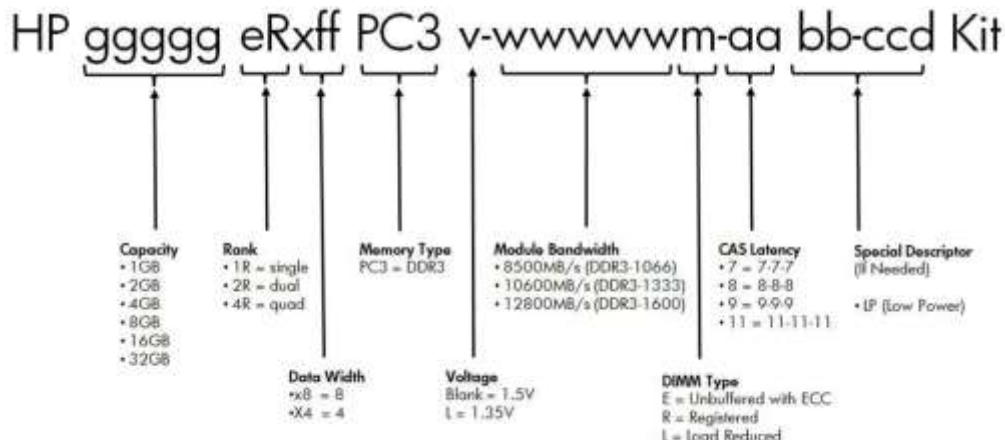 HP ggggg eRxff PC3 v-wwwwwm-aa bb-ccd Kit
Capacity
• 1GB
• 2GB
• 4GB
• 8GB
• 16GB
• 32GB
Rank
• 1R = single
• 2R = dual
• 4R = quad
Memory Type
PC3 = DDR3
Module Bandwidth
• 8500MB/s (DDR3-1066)
• 10600MB/s (DDR3-1333)
• 12800MB/s (DDR3-1600)
CAS Latency
• 7 = 7-7-7
• 8 = 8-8-8
• 9 = 9-9-9
• 11 = 11-11-11
Special Descriptor
(If Needed)
• LP (Low Power)
Data Width
•x8 = 8
•X4 = 4
Voltage
Blank = 1.5V
L = 1.35V
DIMM Type
E = Unbuffered with ECC
R = Registered
L = Load Reduced